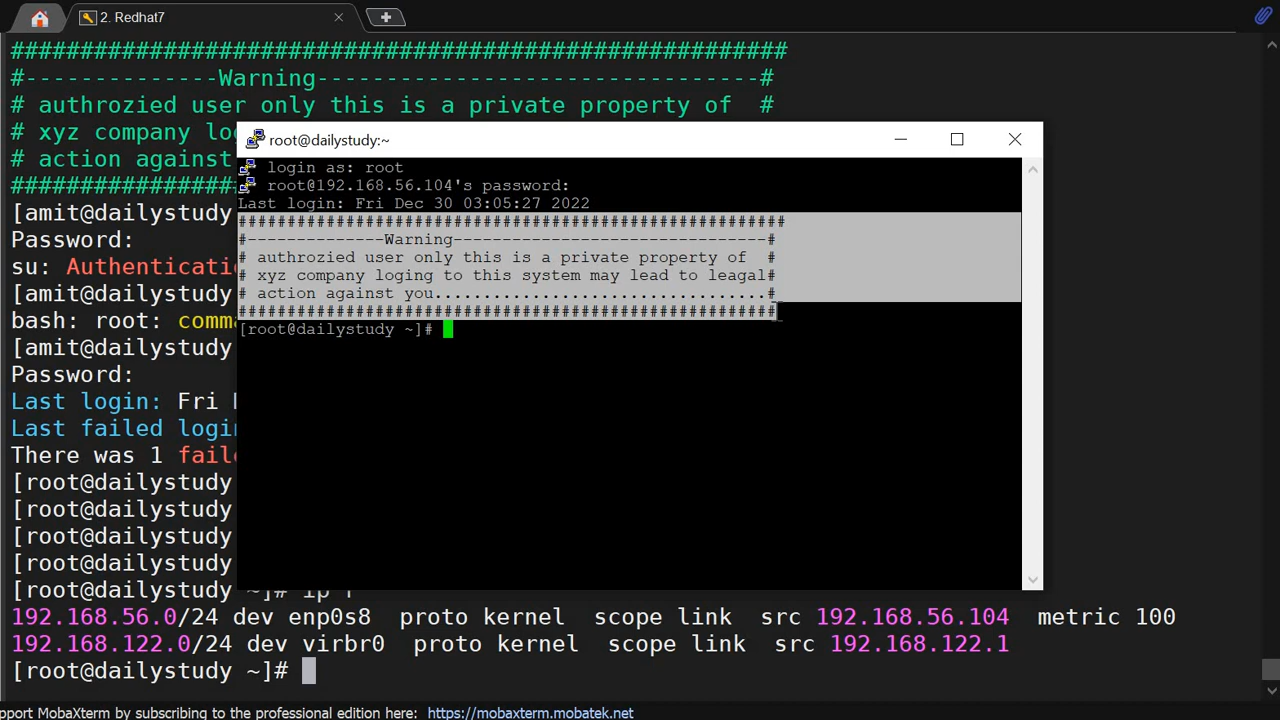 2. Redhat7
########################################################
#---------------Warning--------------------------------#
# authrozied user only this is a private property of  #
# xyz company lo
# action against
################
[amit@dailystudy
Password:
su: Authenticati
[amit@dailystudy
bash: root: comm
[amit@dailystudy
Password:
Last login: Fri
Last failed login
There was 1 faile
[root@dailystudy
[root@dailystudy
[root@dailystudy
[root@dailystudy
[root@dailystudy ~]# ip r
192.168.56.0/24 dev enp0s8  proto kernel  scope link  src 192.168.56.104  metric 100
192.168.122.0/24 dev virbr0  proto kernel  scope link  src 192.168.122.1
[root@dailystudy ~]#
root@dailystudy:~
login as: root
root@192.168.56.104's password:
Last login: Fri Dec 30 03:05:27 2022
########################################################
#---------------Warning--------------------------------#
# authrozied user only this is a private property of  #
# xyz company loging to this system may lead to leagal#
# action against you..................................#
#######################################################
[root@dailystudy ~]#
pport MobaXterm by subscribing to the professional edition here: https://mobaxterm.mobatek.net